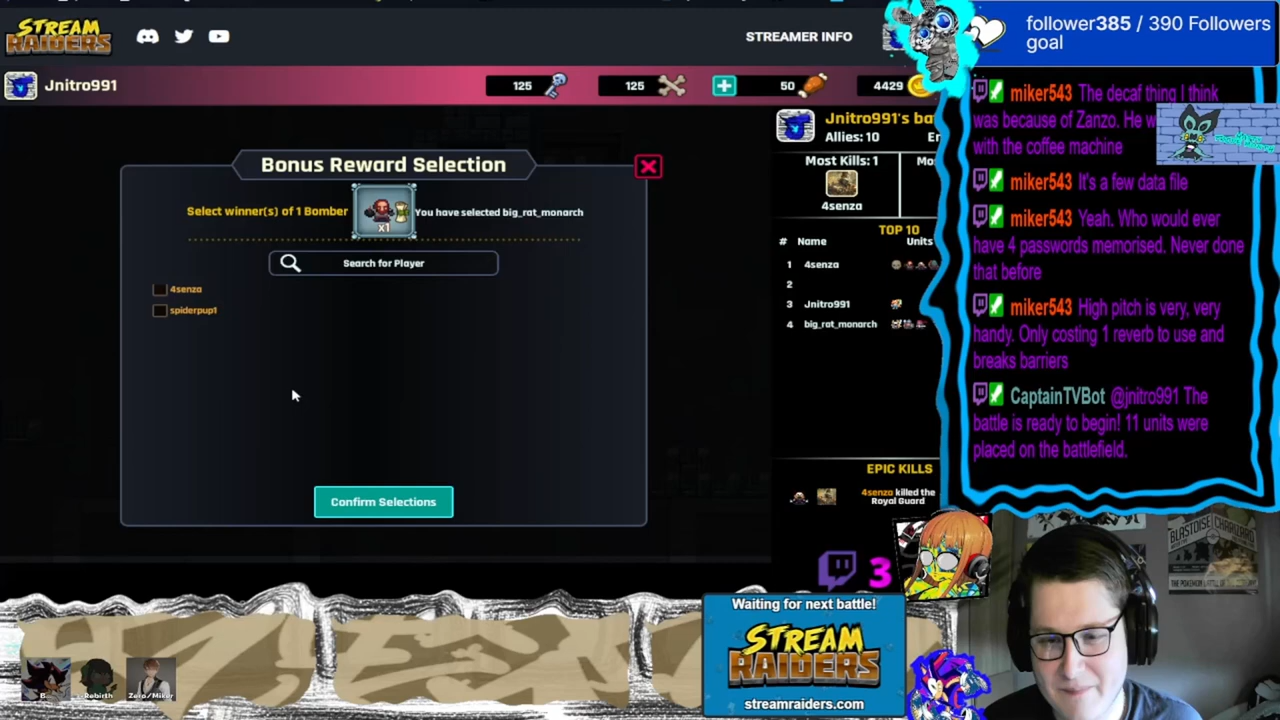 STREAM
RAIDERS
STREAMER INFO
follower385 / 390 Followers
goal
Jnitro991
125
125
50
4429
Jnitro991's ba
Allies: 10
Er
Most Kills: 1
Mo
4senza
TOP 10
# Name Units
1 4senza
2
3 Jnitro991
4 big_rat_monarch
EPIC KILLS
4senza killed the
Royal Guard
Bonus Reward Selection
Select winner(s) of 1 Bomber
x1
You have selected big_rat_monarch
Search for Player
4senza
spiderpup1
Confirm Selections
miker543 The decaf thing I think
was because of Zanzo. He w
with the coffee machine
miker543 It's a few data file
miker543 Yeah. Who would ever
have 4 passwords memorised. Never done
that before
miker543 High pitch is very, very
handy. Only costing 1 reverb to use and
breaks barriers
CaptainTVBot @jnitro991 The
battle is ready to begin! 11 units were
placed on the battlefield.
3
Waiting for next battle!
STREAM
RAIDERS
streamraiders.com
Rebirth
Zero/Miker